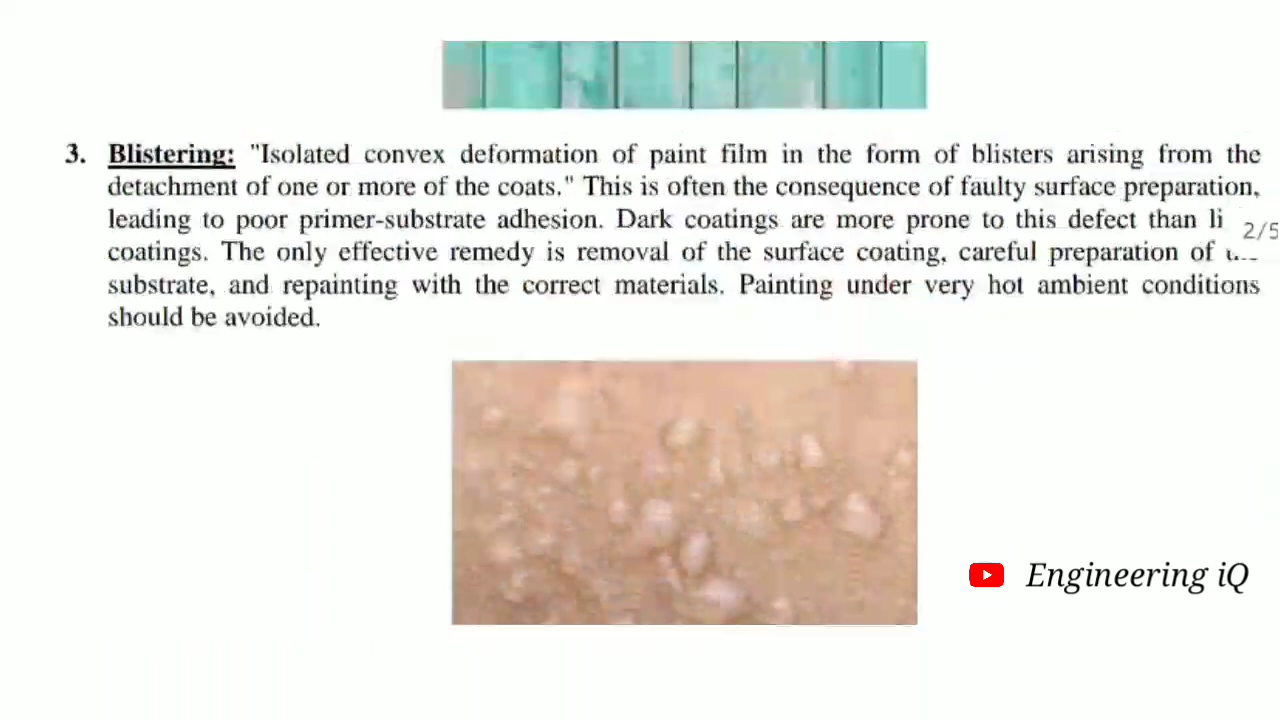 3. Blistering: "Isolated convex deformation of paint film in the form of blisters arising from the
detachment of one or more of the coats." This is often the consequence of faulty surface preparation,
leading to poor primer-substrate adhesion. Dark coatings are more prone to this defect than li
2/5
coatings. The only effective remedy is removal of the surface coating, careful preparation of
substrate, and repainting with the correct materials. Painting under very hot ambient conditions
should be avoided.
Engineering iQ